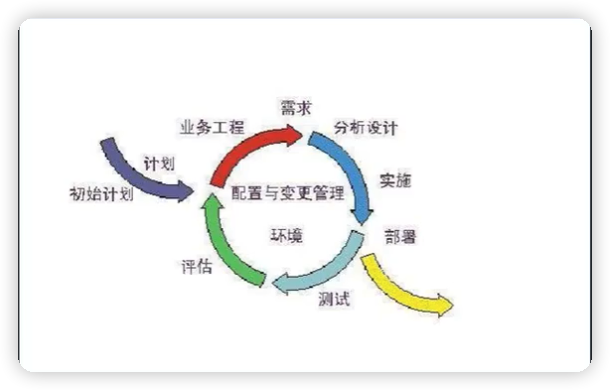 需求
业务工程
分析设计
计划
实施
初始计划
配置与变更管理
环境
部署
评估
测试